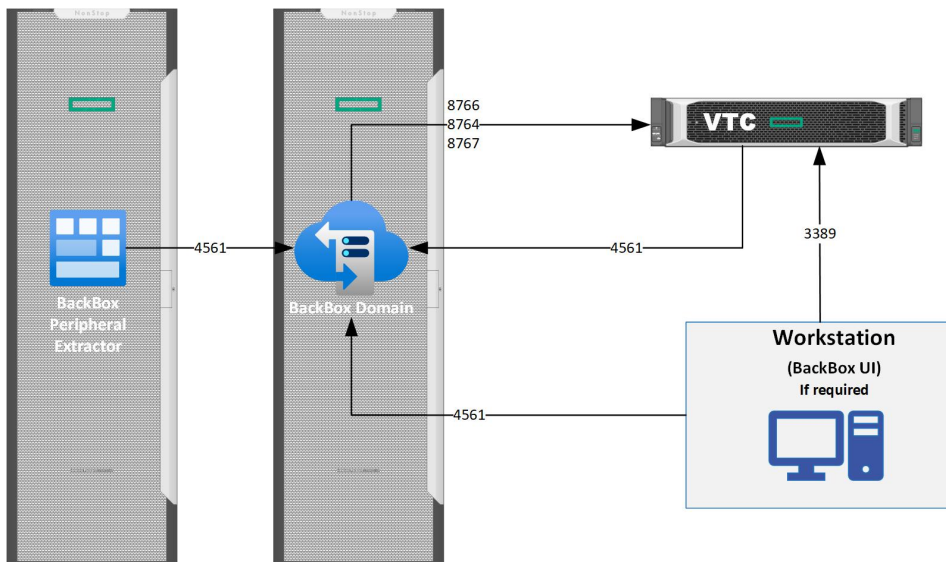 NonStop
NonStop
8766
8764
8767
VTC
4561
4561
3389
BackBox
Peripheral
Extractor
BackBox Domain
Workstation
(BackBox UI)
If required
4561